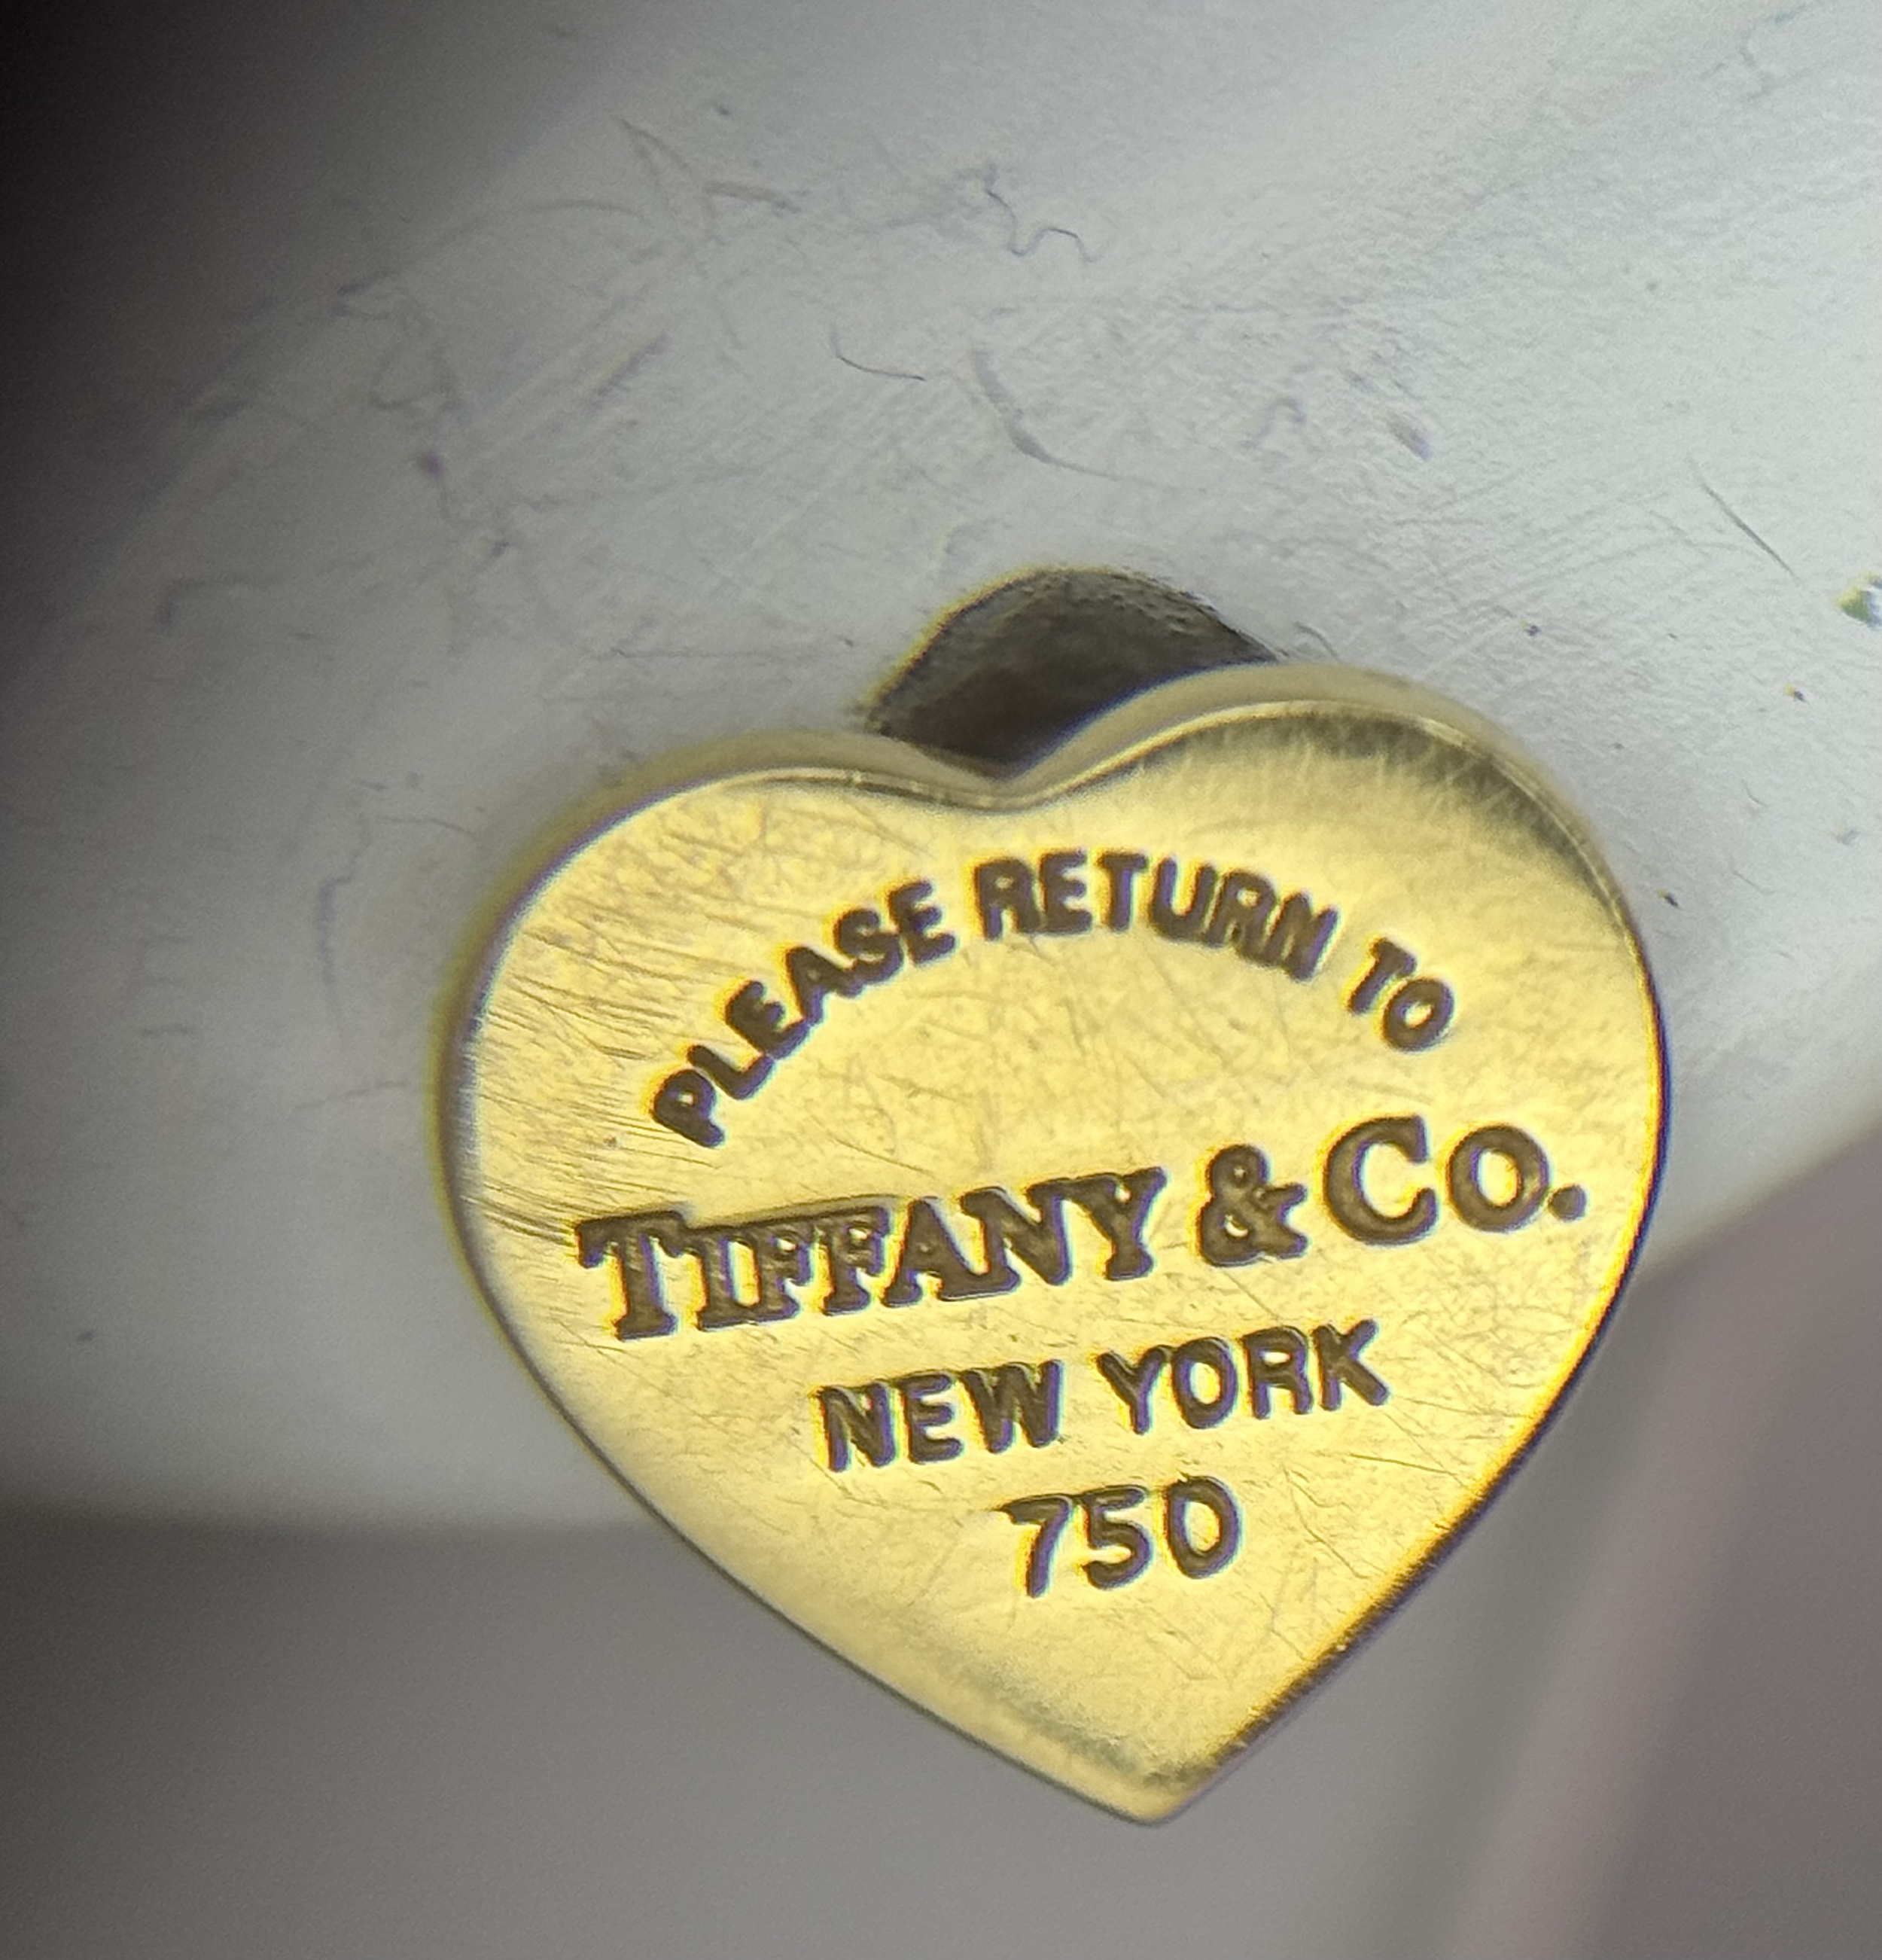 PLEASE RETURN TO
TIFFANY & CO.
NEW YORK
750